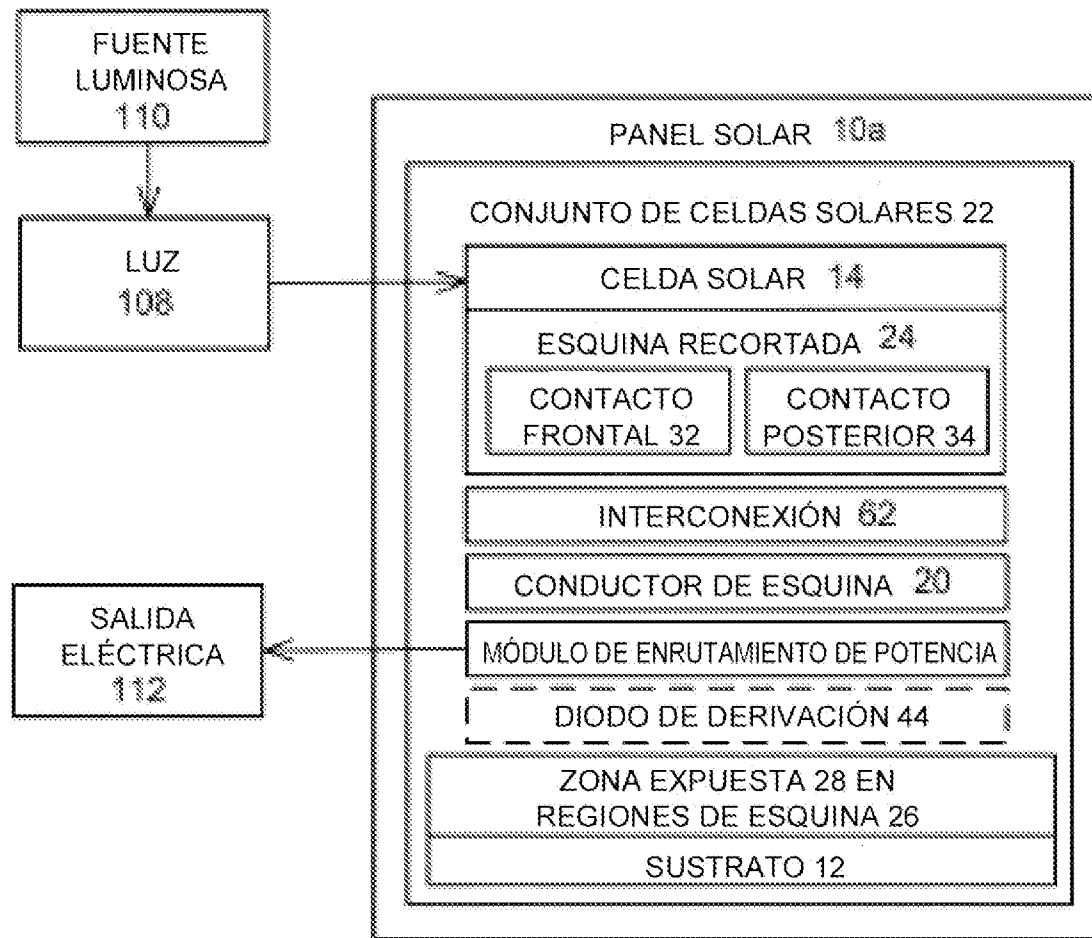 FUENTE
LUMINOSA
110
LUZ
108
PANEL SOLAR 10a
CONJUNTO DE CELDAS SOLARES 22
CELDA SOLAR 14
ESQUINA RECORTADA 24
CONTACTO
FRONTAL 32
CONTACTO
POSTERIOR 34
INTERCONEXIÓN 62
CONDUCTOR DE ESQUINA 20
MÓDULO DE ENRUTAMIENTO DE POTENCIA
DIODO DE DERIVACIÓN 44
ZONA EXPUESTA 28 EN
REGIONES DE ESQUINA 26
SUSTRATO 12
SALIDA
ELÉCTRICA
112